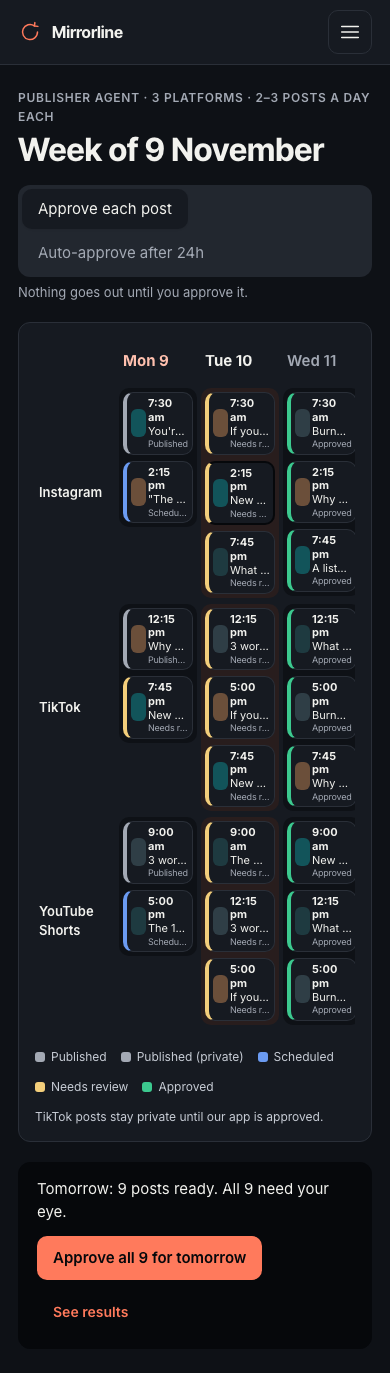 Mirrorline
PUBLISHER AGENT · 3 PLATFORMS · 2–3 POSTS A DAY
EACH
Week of 9 November
Approve each post
Auto-approve after 24h
Nothing goes out until you approve it.
Mon 9 Tue 10 Wed 11
Instagram
7:30
am
You'r...
Published
2:15
pm
"The ...
Schedu...
7:30
am
If you...
Needs r...
2:15
pm
New ...
Needs ...
7:45
pm
What ...
Needs r...
7:30
am
Burn...
Approved
2:15
pm
Why ...
Approved
7:45
pm
A list...
Approved
TikTok
12:15
pm
Why ...
Publish...
7:45
pm
New ...
Needs r...
12:15
pm
3 wor...
Needs r...
5:00
pm
If you...
Needs r...
7:45
pm
New ...
Needs r...
12:15
pm
What ...
Approved
5:00
pm
Burn...
Approved
7:45
pm
Why ...
Approved
YouTube
Shorts
9:00
am
3 wor...
Published
5:00
pm
The 1...
Schedu...
9:00
am
The ...
Needs r...
12:15
pm
3 wor...
Needs r...
5:00
pm
If you...
Needs r...
9:00
am
New ...
Approved
12:15
pm
What ...
Approved
5:00
pm
Burn...
Approved
Published Published (private) Scheduled
Needs review Approved
TikTok posts stay private until our app is approved.
Tomorrow: 9 posts ready. All 9 need your
eye.
Approve all 9 for tomorrow
See results